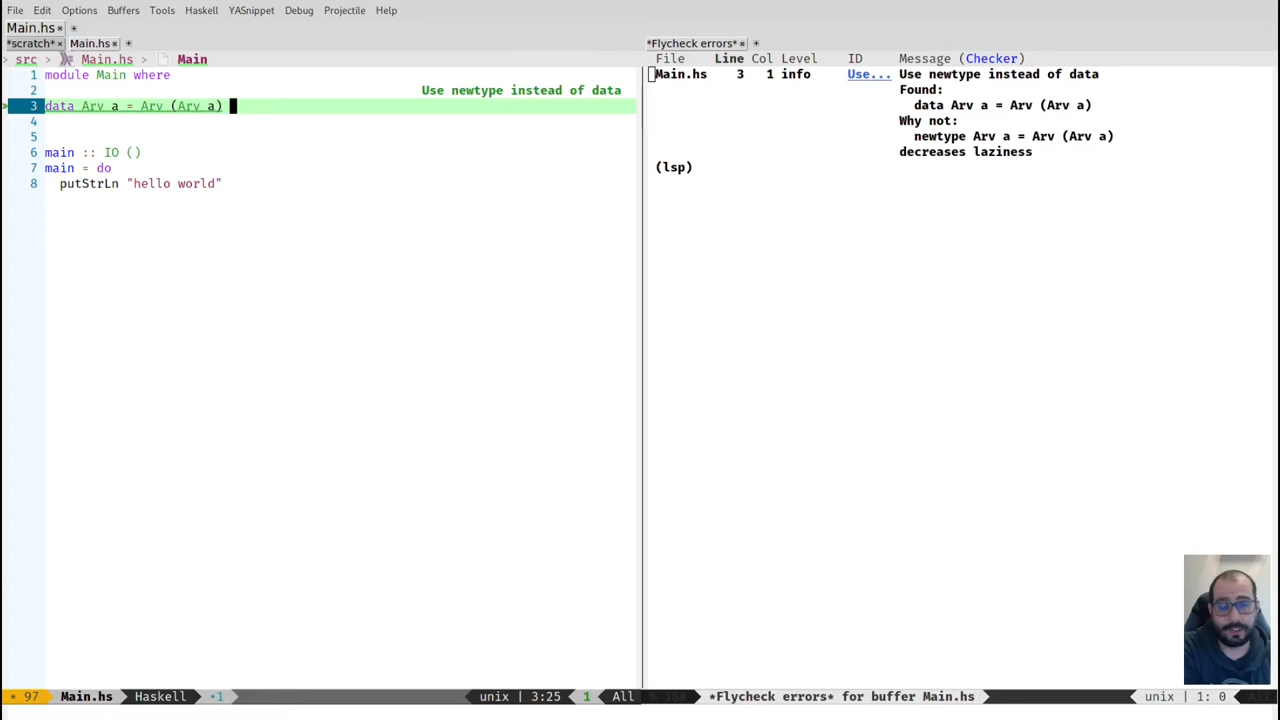 File Edit Options Buffers Tools Haskell YASnippet Debug Projectile Help
Main.hs × +
*scratch* × Main.hs × +
> src > Main.hs > Main
1 module Main where
2 Use newtype instead of data
3 data Arv a = Arv (Arv a)
4
5
6 main :: IO ()
7 main = do
8 putStrLn "hello world"
97 Main.hs Haskell •1 unix | 3:25 1 All
*Flycheck errors* × +
File Line Col Level ID Message (Checker)
Main.hs 3 1 info Use... Use newtype instead of data
Found:
data Arv a = Arv (Arv a)
Why not:
newtype Arv a = Arv (Arv a)
decreases laziness
(lsp)
*Flycheck errors* for buffer Main.hs unix | 1: 0